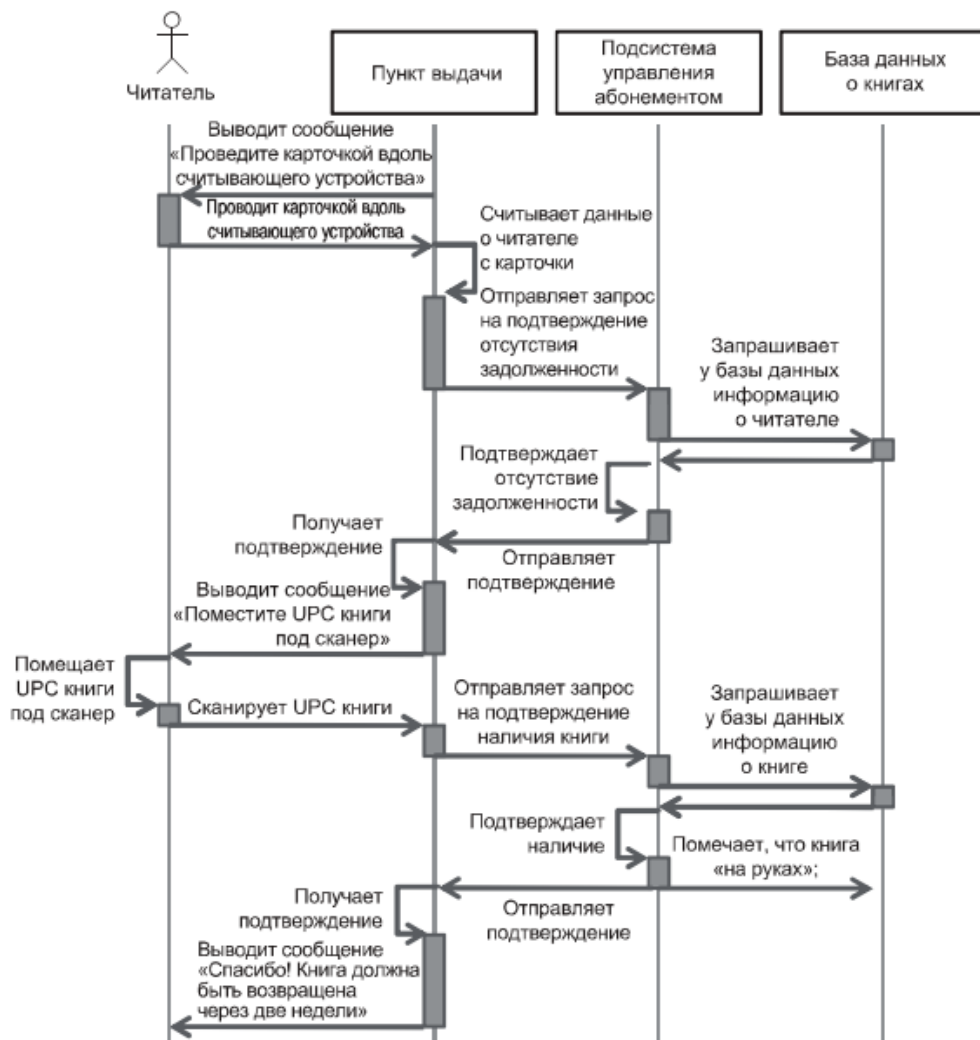 Читатель
Пункт выдачи
Подсистема
управления
абонементом
База данных
о книгах
Выводит сообщение
«Проведите карточкой вдоль
считывающего устройства»
Проводит карточкой вдоль
считывающего устройства
Считывает данные
о читателе
с карточки
Отправляет запрос
на подтверждение
отсутствия
задолженности
Запрашивает
у базы данных
информацию
о читателе
Подтверждает
отсутствие
задолженности
Получает
подтверждение
Отправляет
подтверждение
Выводит сообщение
«Поместите UPC книги
под сканер»
Помещает
UPC книги
под сканер
Сканирует UPC книги
Отправляет запрос
на подтверждение
наличия книги
Запрашивает
у базы данных
информацию
о книге
Подтверждает
наличие
Помечает, что книга
«на руках»;
Получает
подтверждение
Отправляет
подтверждение
Выводит сообщение
«Спасибо! Книга должна
быть возвращена
через две недели»